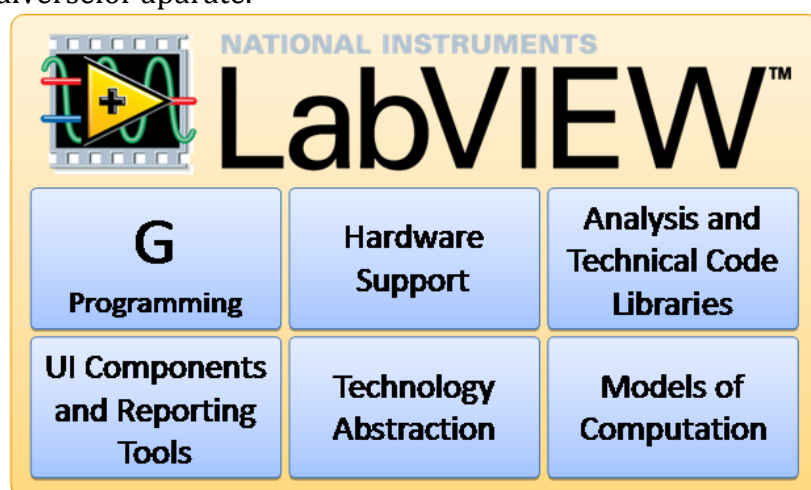 aparate.
NATIONAL INSTRUMENTS
LabVIEW™
G
Programming
Hardware
Support
Analysis and
Technical Code
Libraries
UI Components
and Reporting
Tools
Technology
Abstraction
Models of
Computation